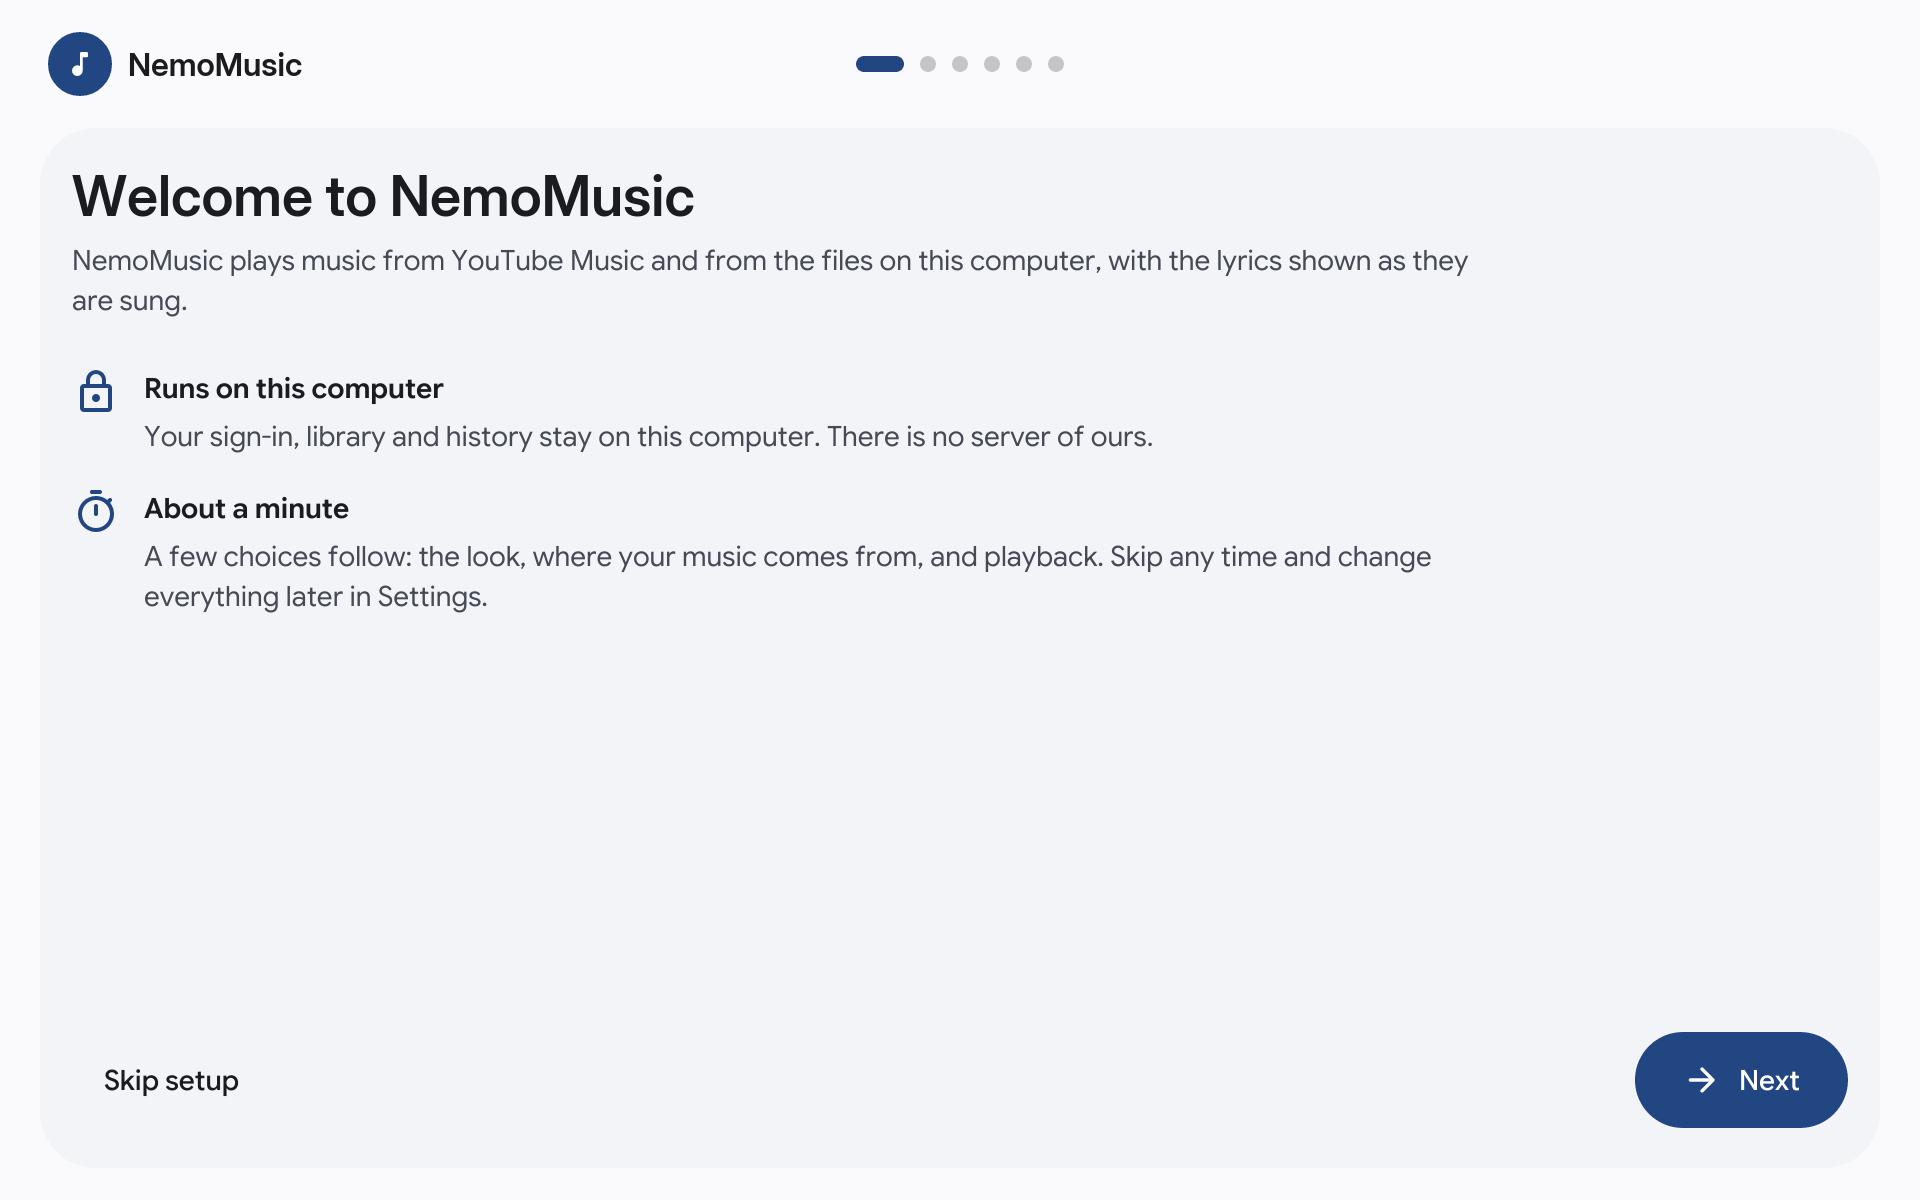 NemoMusic
Welcome to NemoMusic
NemoMusic plays music from YouTube Music and from the files on this computer, with the lyrics shown as they
are sung.
Runs on this computer
Your sign-in, library and history stay on this computer. There is no server of ours.
About a minute
A few choices follow: the look, where your music comes from, and playback. Skip any time and change
everything later in Settings.
Skip setup
Next